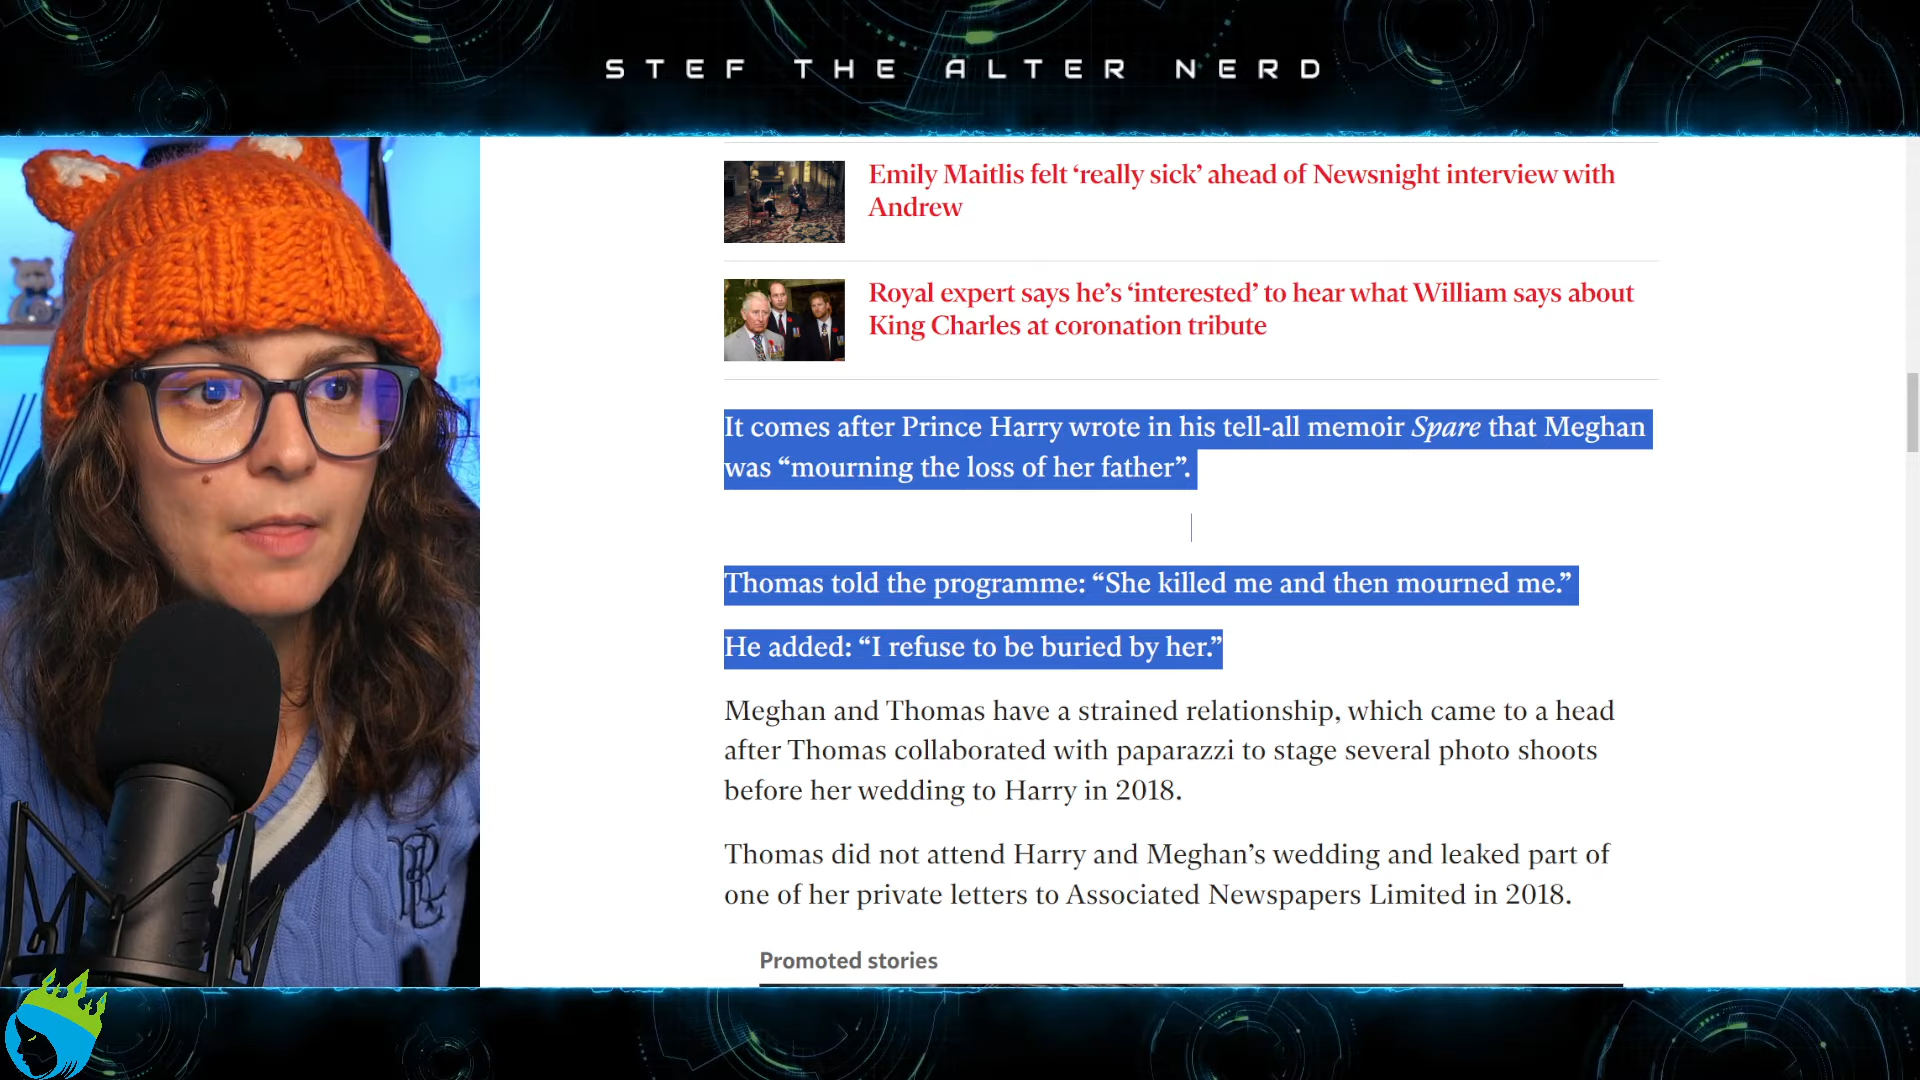 STEF THE ALTER NERD
Emily Maitlis felt ‘really sick’ ahead of Newsnight interview with
Andrew
Royal expert says he’s ‘interested’ to hear what William says about
King Charles at coronation tribute
It comes after Prince Harry wrote in his tell-all memoir Spare that Meghan
was “mourning the loss of her father”.
Thomas told the programme: “She killed me and then mourned me.”
He added: “I refuse to be buried by her.”
Meghan and Thomas have a strained relationship, which came to a head
after Thomas collaborated with paparazzi to stage several photo shoots
before her wedding to Harry in 2018.
Thomas did not attend Harry and Meghan’s wedding and leaked part of
one of her private letters to Associated Newspapers Limited in 2018.
Promoted stories